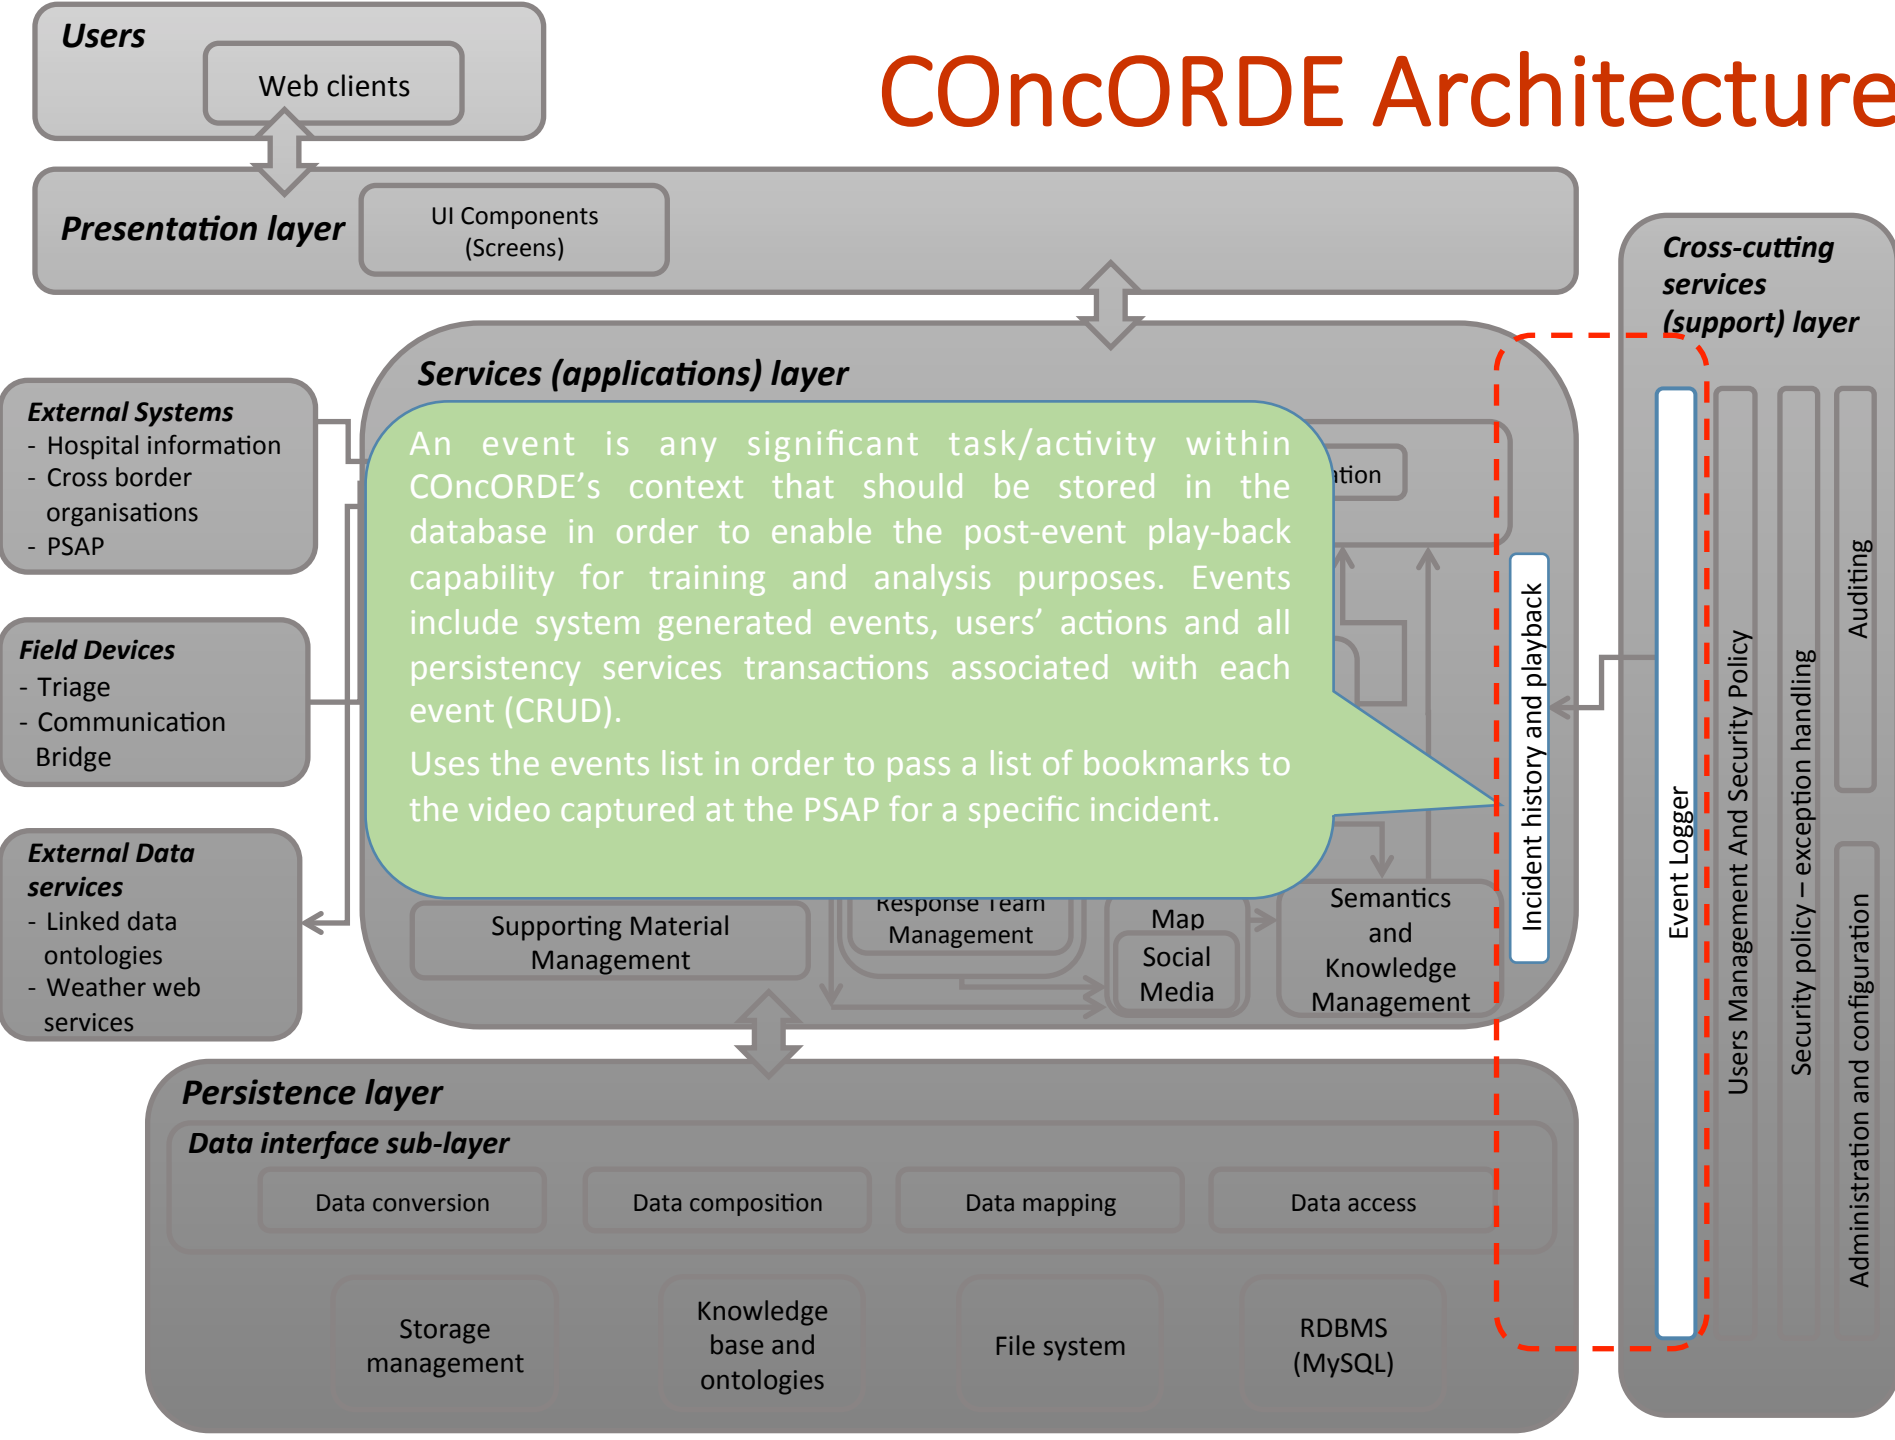 COncORDE Architecture
Users
Web clients
Presentation layer
UI Components
(Screens)
Cross-cutting
services
(support) layer
Services (applications) layer
External Systems
- Hospital information
- Cross border
organisations
- PSAP
Field Devices
- Triage
- Communication
Bridge
External Data
services
- Linked data
ontologies
- Weather web
services
An event is any significant task/activity within
COncORDE’s context that should be stored in the
database in order to enable the post-event play-back
capability for training and analysis purposes. Events
include system generated events, users’ actions and all
persistency services transactions associated with each
event (CRUD).
Uses the events list in order to pass a list of bookmarks to
the video captured at the PSAP for a specific incident.
Supporting Material
Management
Response Team
Management
Map
Social
Media
Semantics
and
Knowledge
Management
Incident history and playback
Event Logger
Users Management And Security Policy
Security policy – exception handling
Auditing
Administration and configuration
Persistence layer
Data interface sub-layer
Data conversion
Data composition
Data mapping
Data access
Storage
management
Knowledge
base and
ontologies
File system
RDBMS
(MySQL)